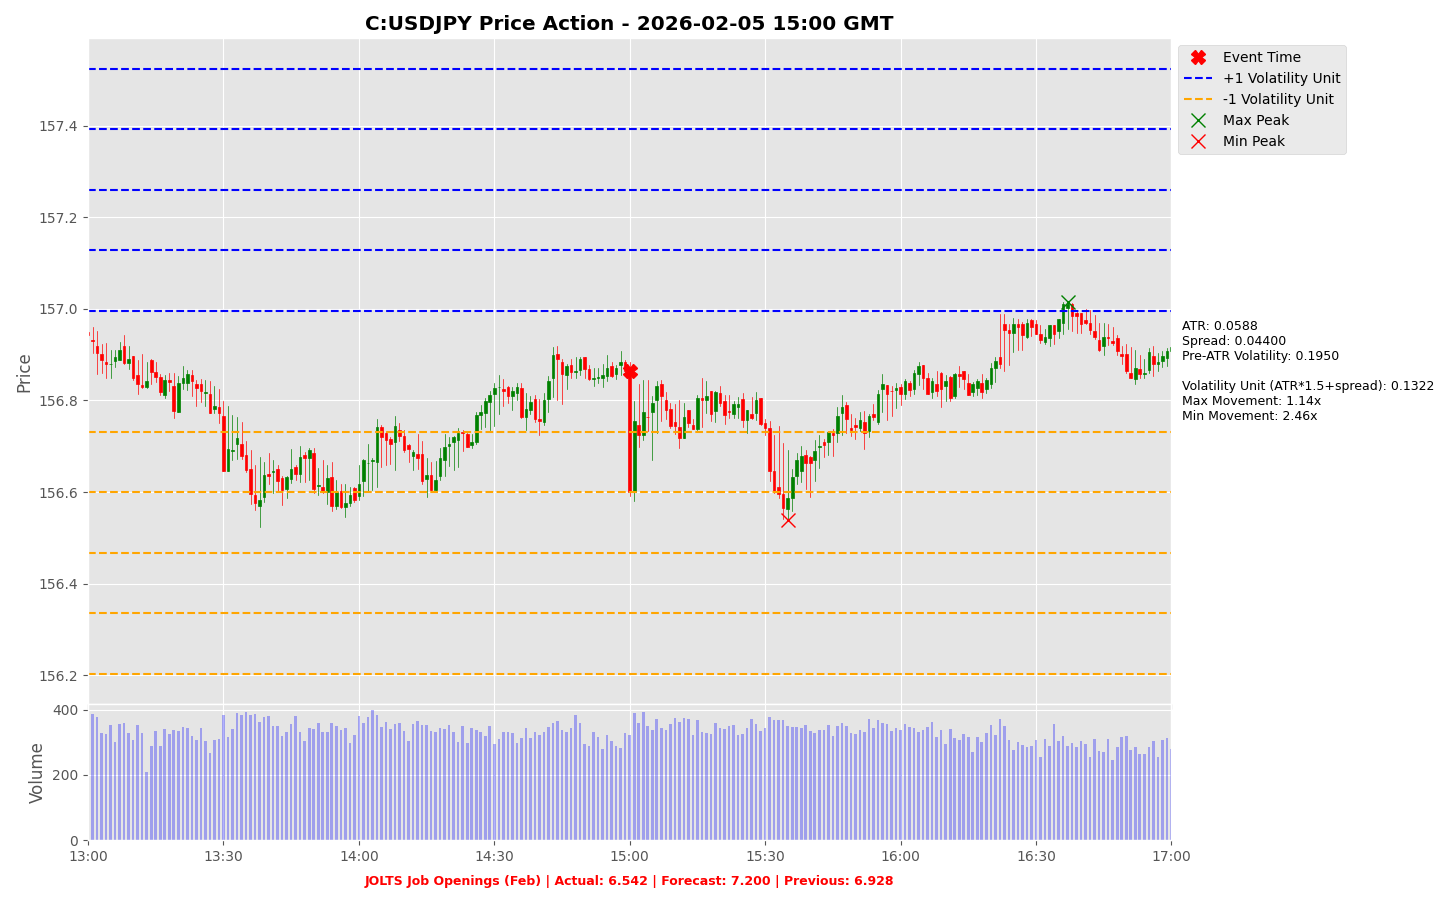 C:USDJPY Price Action - 2026-02-05 15:00 GMT
Event Time
+1 Volatility Unit
-1 Volatility Unit
Max Peak
Min Peak
157.4
157.2
157.0
156.8
156.6
156.4
156.2
Price
ATR: 0.0588
Spread: 0.04400
Pre-ATR Volatility: 0.1950
Volatility Unit (ATR*1.5+spread): 0.1322
Max Movement: 1.14x
Min Movement: 2.46x
400
200
0
Volume
13:00
13:30
14:00
14:30
15:00
15:30
16:00
16:30
17:00
JOLTS Job Openings (Feb) | Actual: 6.542 | Forecast: 7.200 | Previous: 6.928